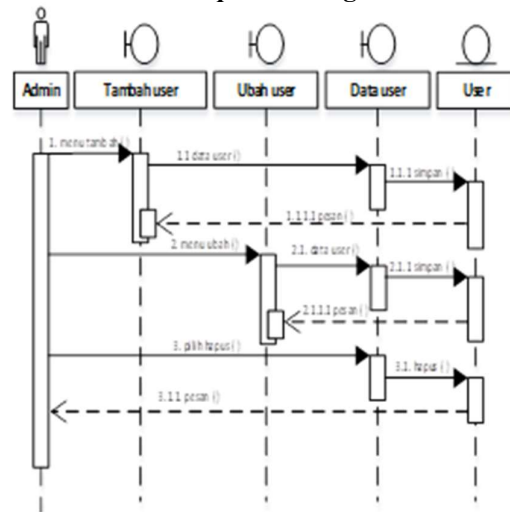 Admin
Tambah user
Ubah user
Data user
User
1. menu tambah()
1.1 data user()
1.1.1 simpan()
1.1.1.1 pesan()
2. menu ubah()
2.1. data user()
2.1.1 simpan()
2.1.1.1 pesan()
3. pilih hapus()
3.1. hapus()
3.1.1 pesan()